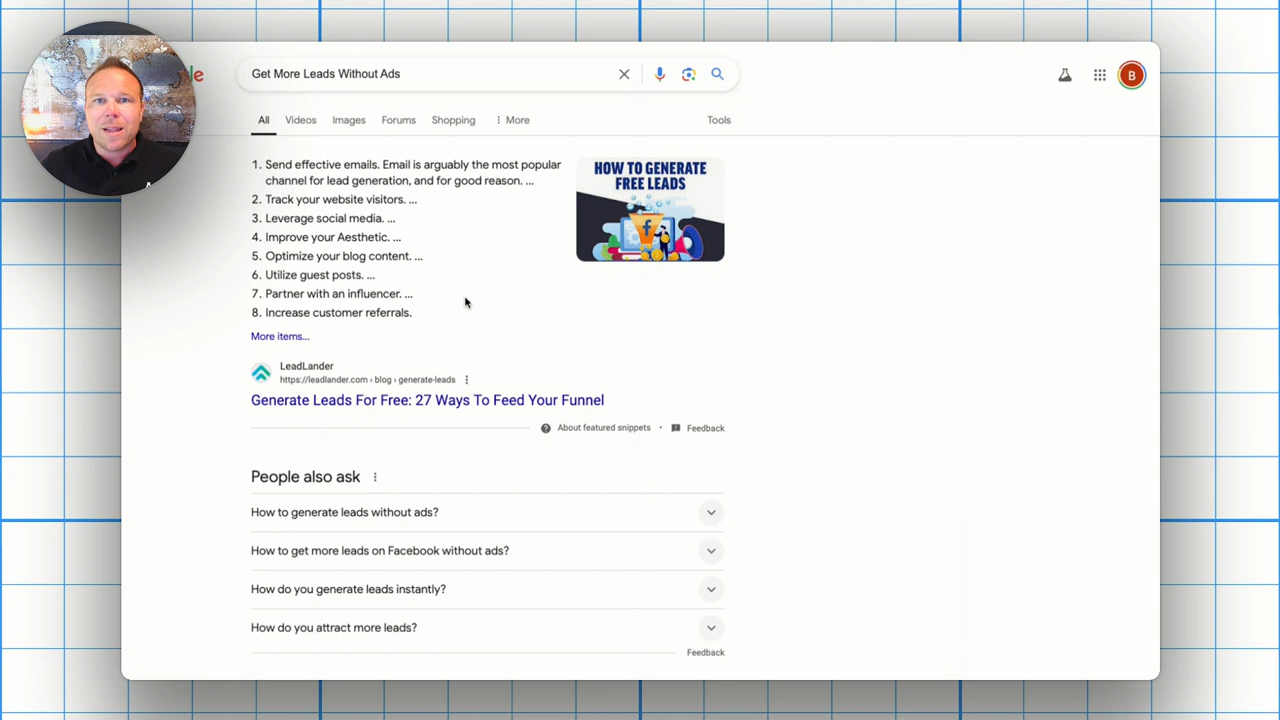 le
Get More Leads Without Ads
B
All
Videos
Images
Forums
Shopping
More
Tools
1. Send effective emails. Email is arguably the most popular
channel for lead generation, and for good reason. ...
2. Track your website visitors. ...
3. Leverage social media. ...
4. Improve your Aesthetic. ...
5. Optimize your blog content. ...
6. Utilize guest posts. ...
7. Partner with an influencer. ...
8. Increase customer referrals.
HOW TO GENERATE
FREE LEADS
f
More items...
LeadLander
https://leadlander.com › blog › generate-leads
Generate Leads For Free: 27 Ways To Feed Your Funnel
About featured snippets • Feedback
People also ask
How to generate leads without ads?
How to get more leads on Facebook without ads?
How do you generate leads instantly?
How do you attract more leads?
Feedback